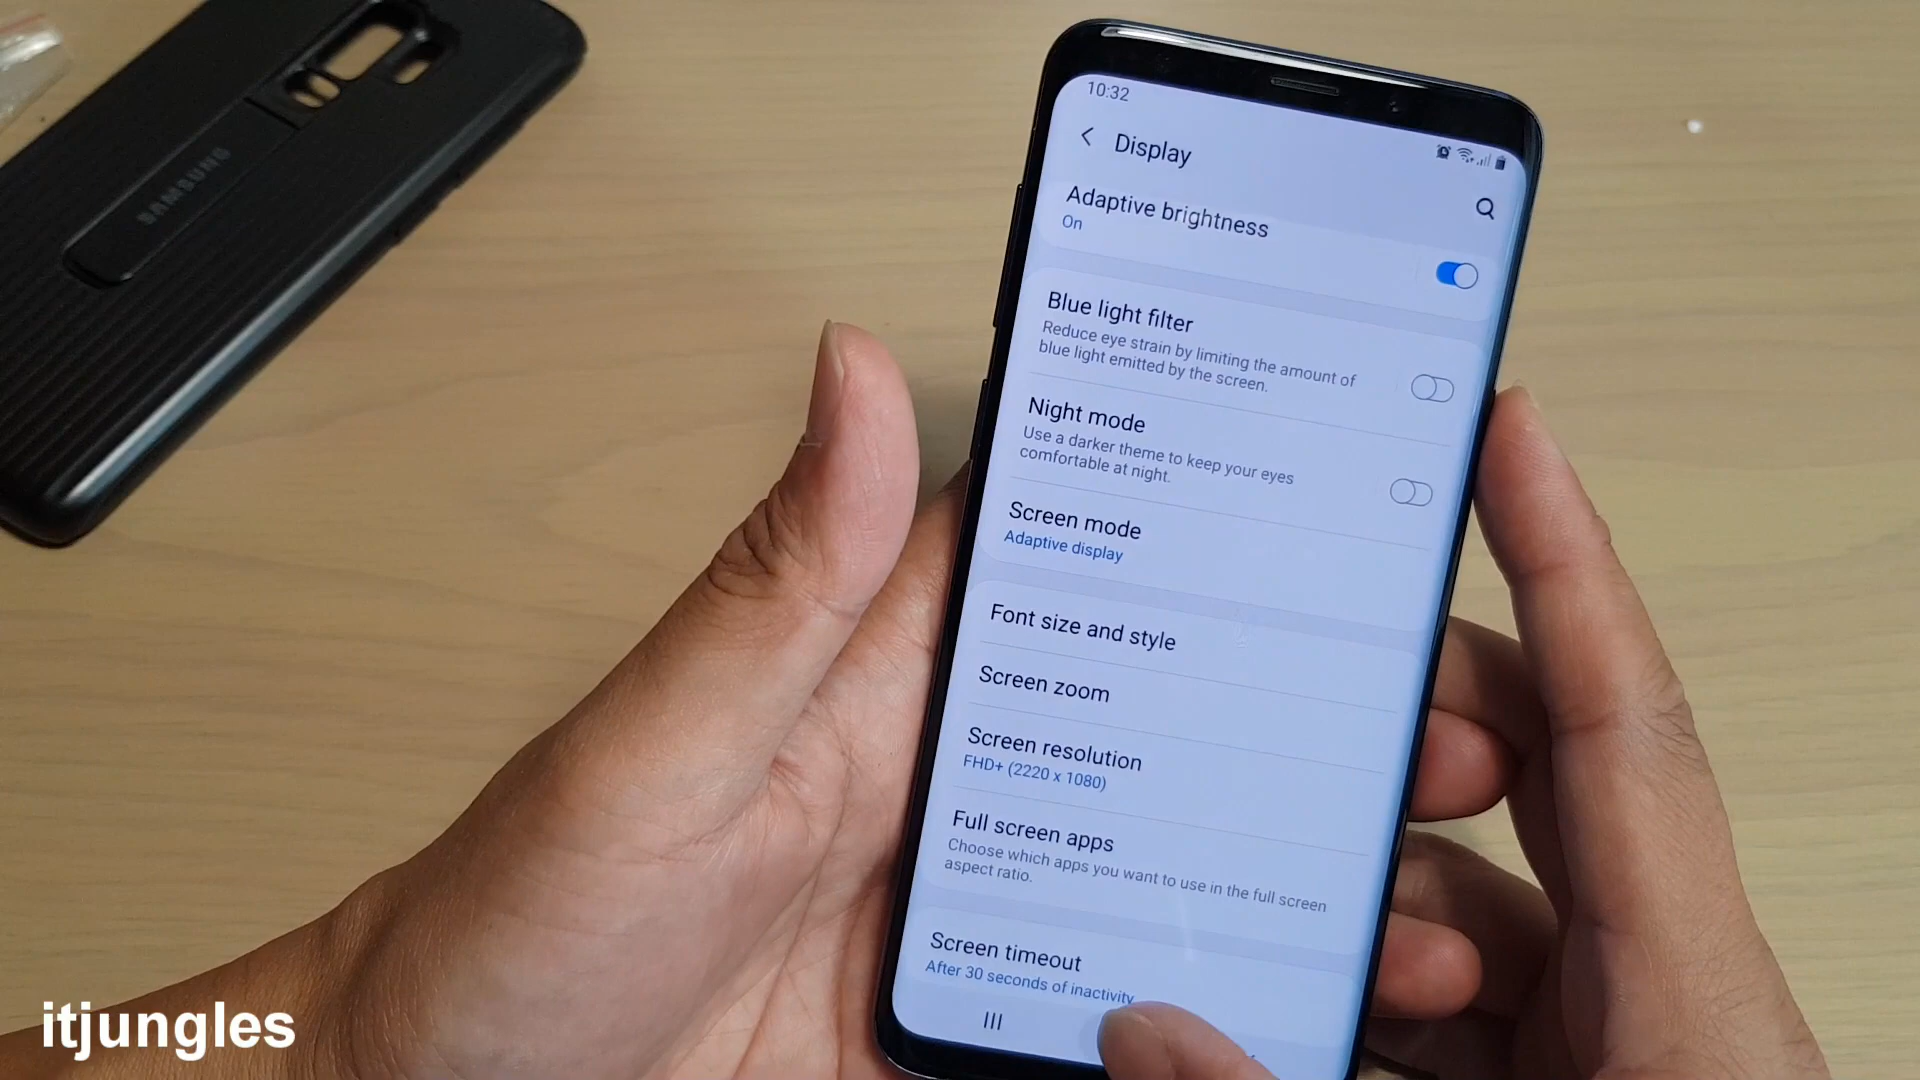 SAMSUNG
10:32
Display
Adaptive brightness
On
Blue light filter
Reduce eye strain by limiting the amount of
blue light emitted by the screen.
Night mode
Use a darker theme to keep your eyes
comfortable at night.
Screen mode
Adaptive display
Font size and style
Screen zoom
Screen resolution
FHD+ (2220 x 1080)
Full screen apps
Choose which apps you want to use in the full screen
aspect ratio.
Screen timeout
After 30 seconds of inactivity
itjungles